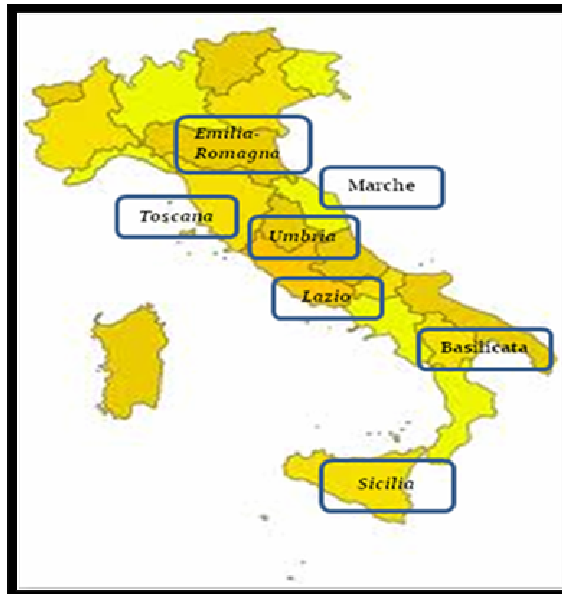 Emilia-
Romagna
Marche
Toscana
Umbria
Lazio
Basilicata
Sicilia